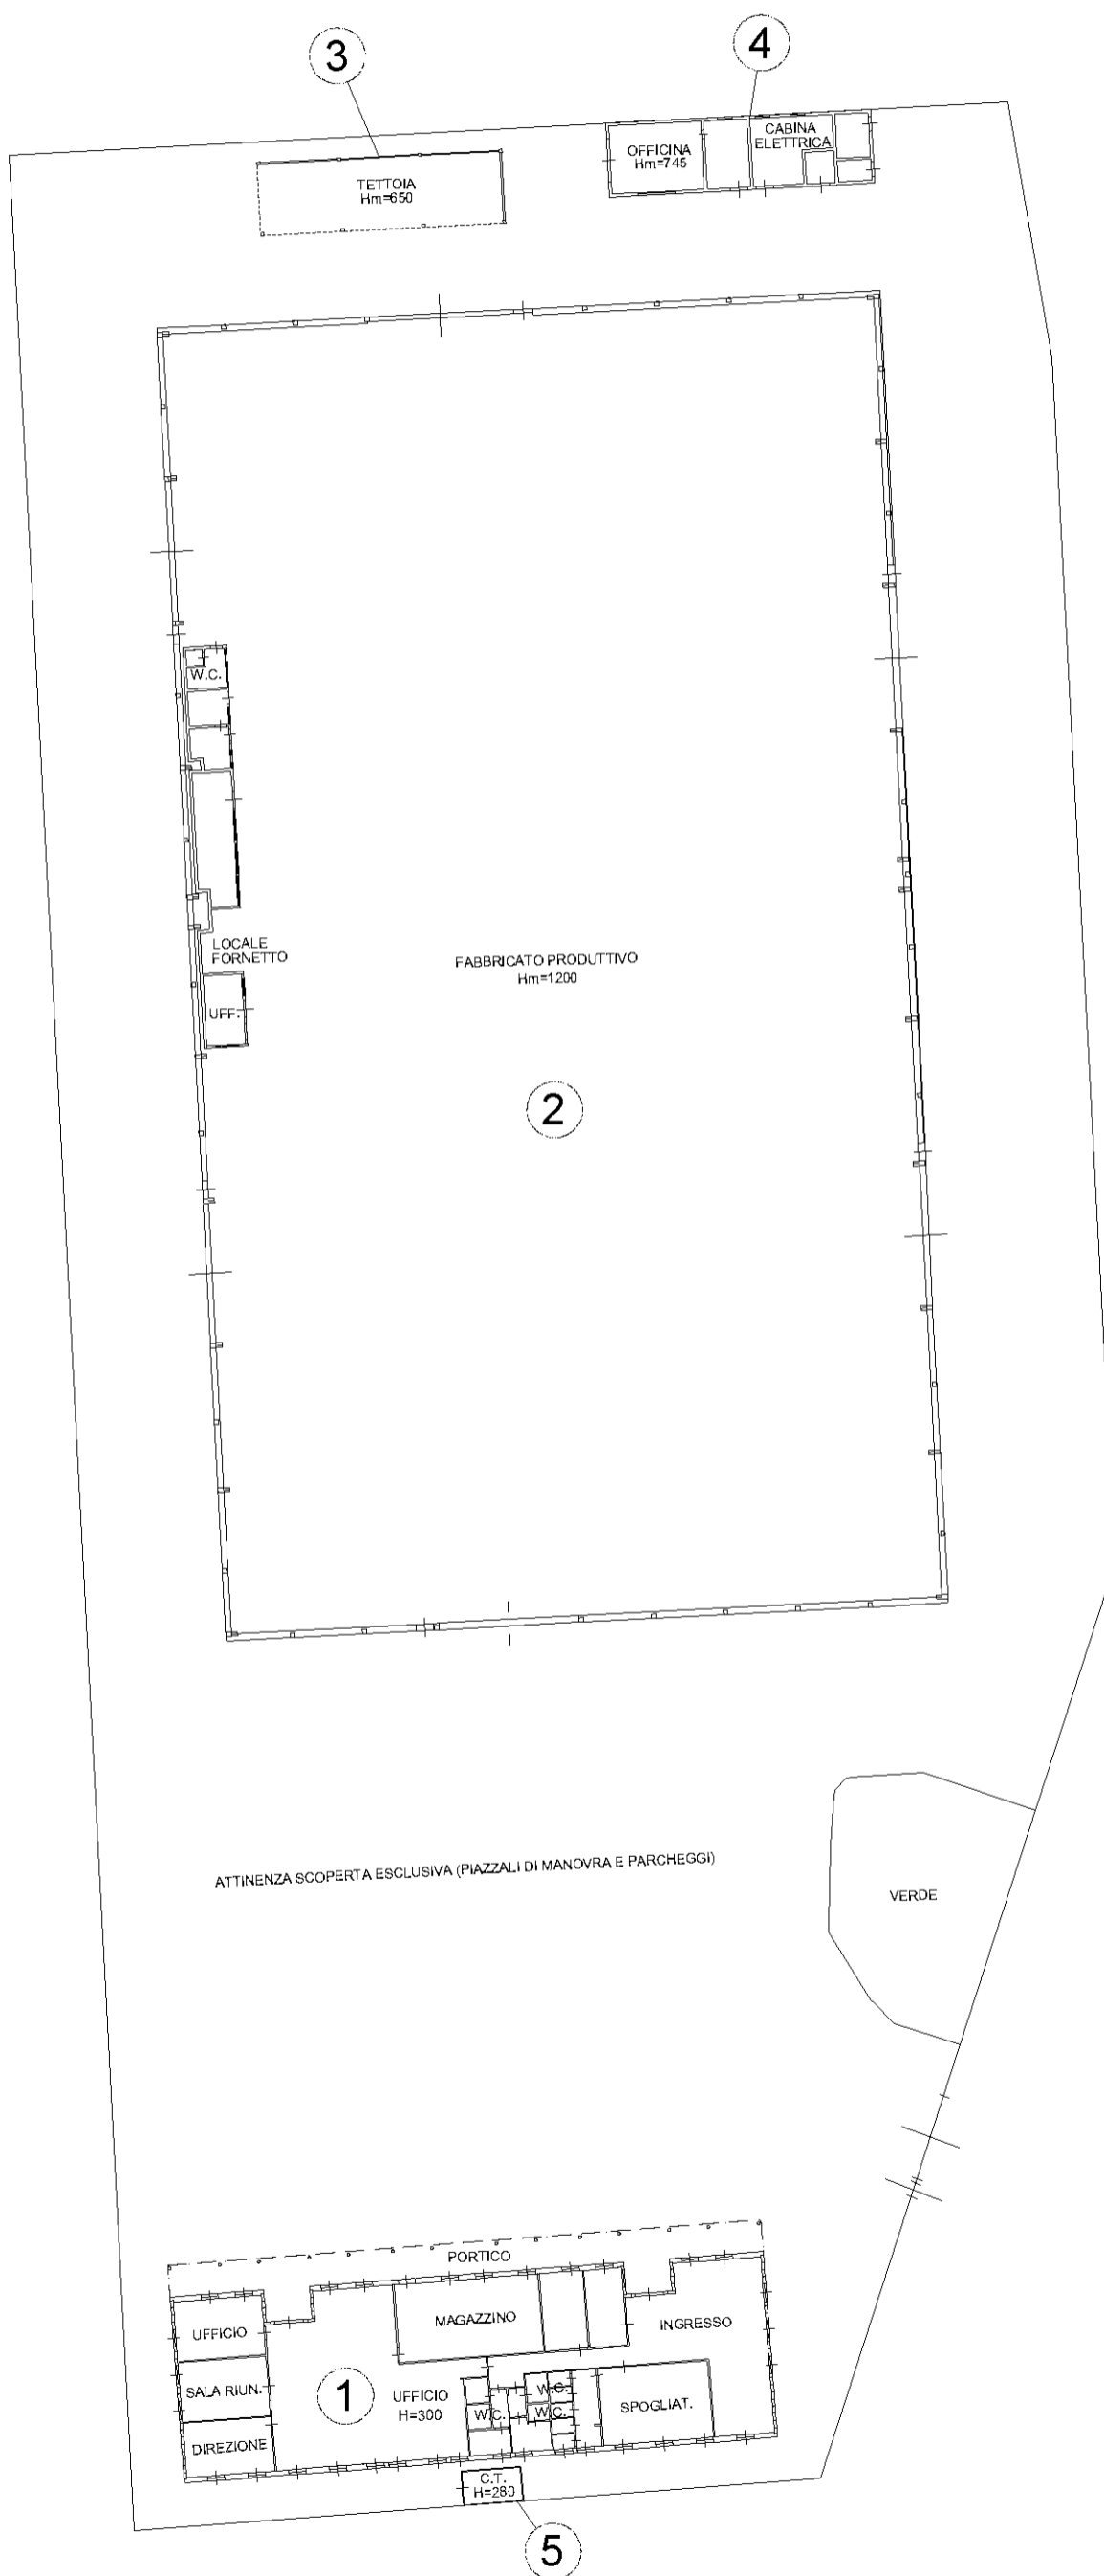 3
4
OFFICINA
Hm=745
CABINA
ELETTRICA
TETTOIA
Hm=650
W.C.
LOCALE
FORNETTO
UFF.
FABBRICATO PRODUTTIVO
Hm=1200
2
ATTINENZA SCOPERTA ESCLUSIVA (PIAZZALI DI MANOVRA E PARCHEGGI)
VERDE
PORTICO
MAGAZZINO
INGRESSO
UFFICIO
SALA RIUN.
DIREZIONE
1
UFFICIO
H=300
W.C.
W.C.
W.C.
SPOGLIAT.
C.T.
H=280
5